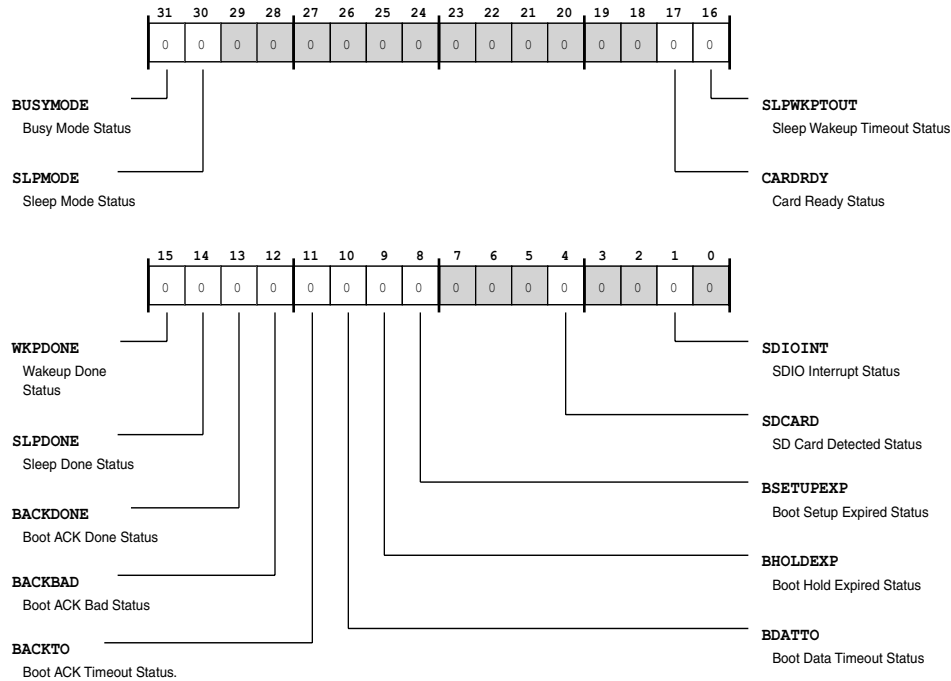 31 30 29 28 27 26 25 24 23 22 21 20 19 18 17 16
0 0 0 0 0 0 0 0 0 0 0 0 0 0 0 0
BUSYMODE
Busy Mode Status
SLPWKPTOUT
Sleep Wakeup Timeout Status
SLPMODE
Sleep Mode Status
CARDRDY
Card Ready Status
15 14 13 12 11 10 9 8 7 6 5 4 3 2 1 0
0 0 0 0 0 0 0 0 0 0 0 0 0 0 0 0
WKPDONE
Wakeup Done
Status
SDIOINT
SDIO Interrupt Status
SLPDONE
Sleep Done Status
SDCARD
SD Card Detected Status
BACKDONE
Boot ACK Done Status
BSETUPEXP
Boot Setup Expired Status
BACKBAD
Boot ACK Bad Status
BHOLDEXP
Boot Hold Expired Status
BACKTO
Boot ACK Timeout Status.
BDATTO
Boot Data Timeout Status